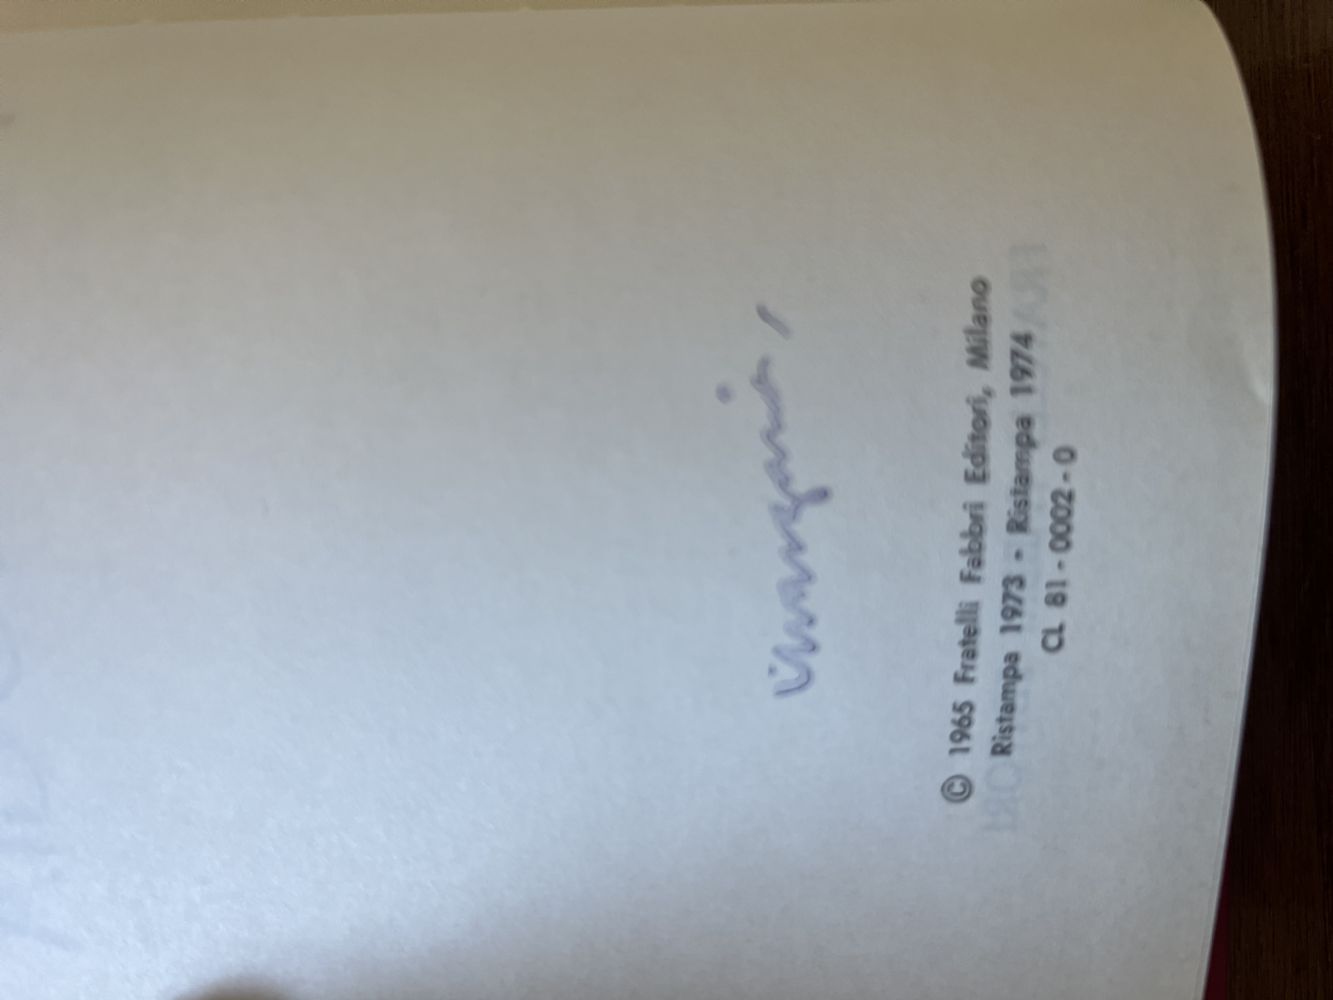 © 1965 Fratelli Fabbri Editori, Milano
Ristampa 1973 - Ristampa 1974
CL 81 - 0002 - 0